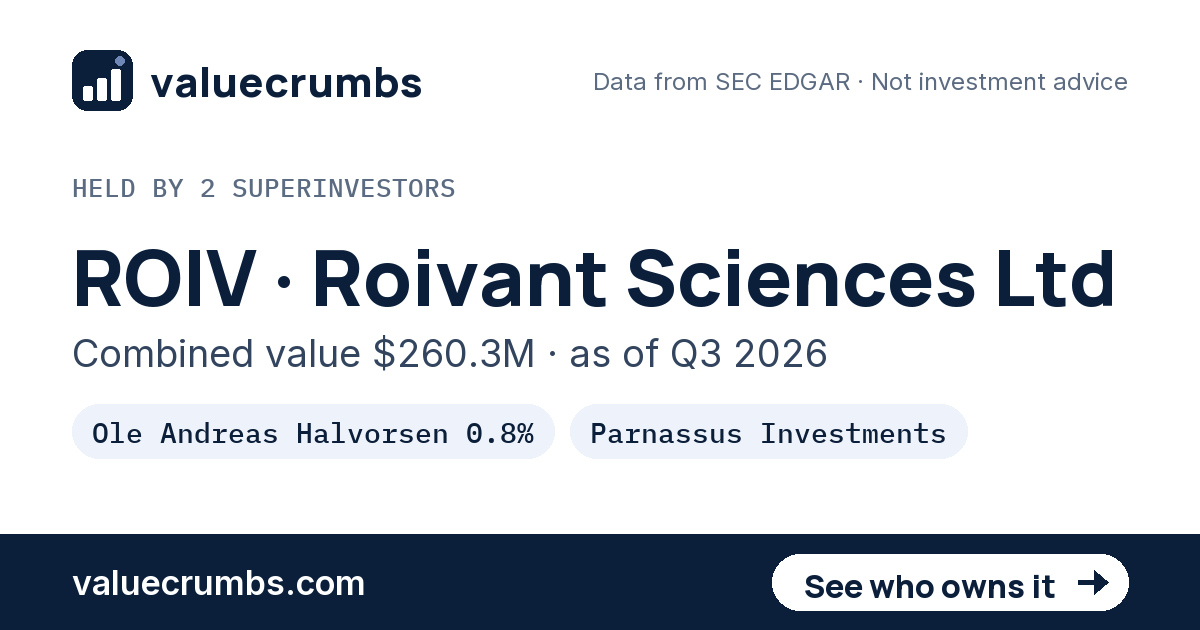 valuecrumbs
Data from SEC EDGAR · Not investment advice
HELD BY 2 SUPERINVESTORS
ROIV · Roivant Sciences Ltd
Combined value $260.3M · as of Q3 2026
Ole Andreas Halvorsen 0.8%
Parnassus Investments
valuecrumbs.com
See who owns it →